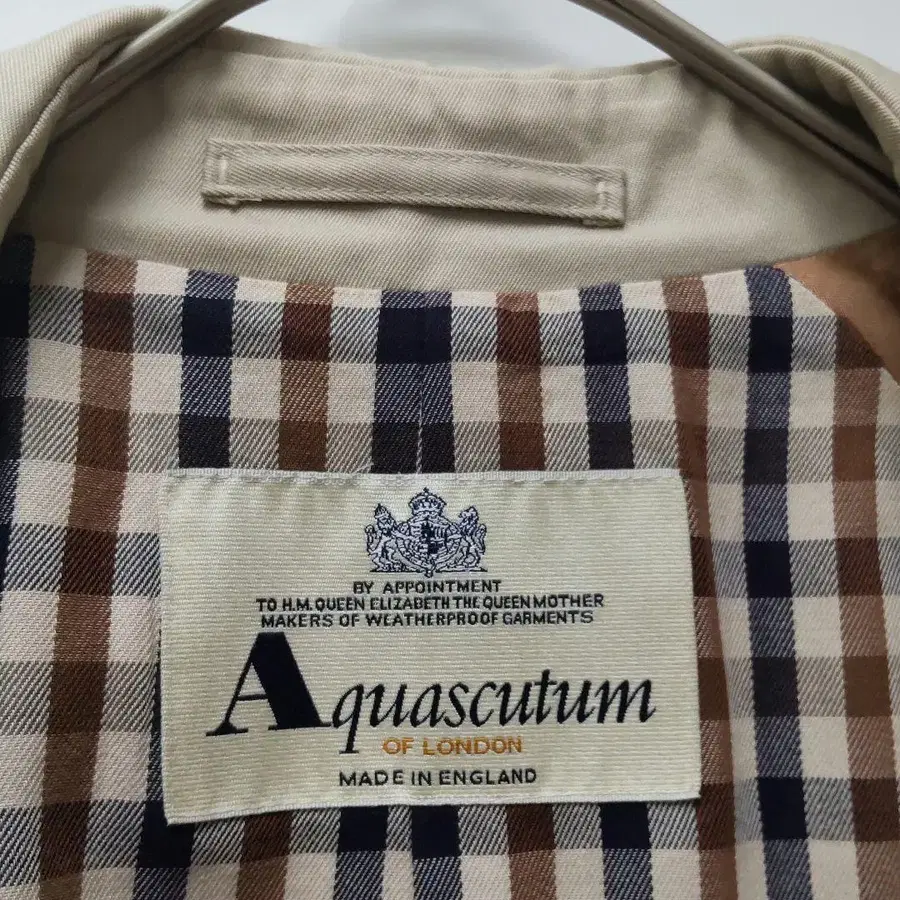 BY APPOINTMENT
TO H.M. QUEEN ELIZABETH THE QUEEN MOTHER
MAKERS OF WEATHERPROOF GARMENTS
Aquascutum
OF LONDON
MADE IN ENGLAND